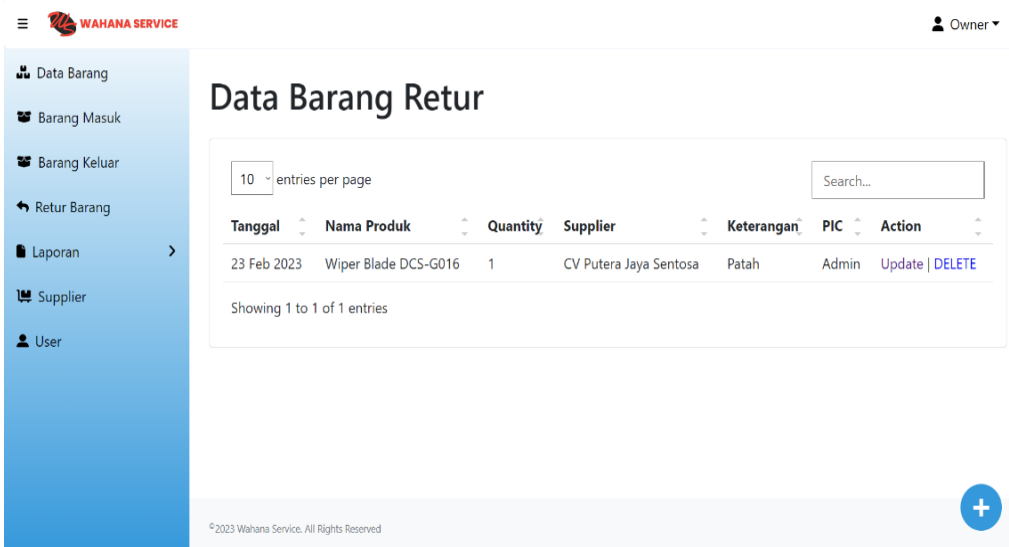 WAHANA SERVICE
Owner
Data Barang
Barang Masuk
Barang Keluar
Retur Barang
Laporan
Supplier
User
Data Barang Retur
10 entries per page
Search...
Tanggal Nama Produk Quantity Supplier Keterangan PIC Action
23 Feb 2023 Wiper Blade DCS-G016 1 CV Putera Jaya Sentosa Patah Admin Update | DELETE
Showing 1 to 1 of 1 entries
©2023 Wahana Service. All Rights Reserved